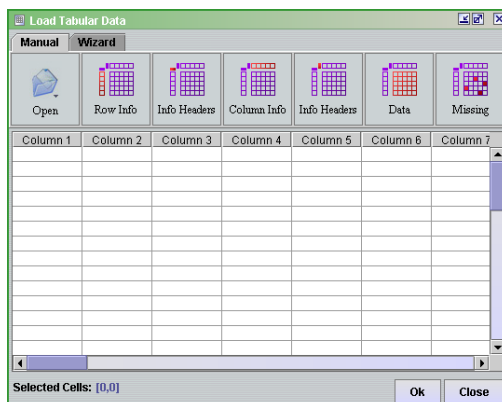 Load Tabular Data
Manual Wizard
Open Row Info Info Headers Column Info Info Headers Data Missing
Column 1 Column 2 Column 3 Column 4 Column 5 Column 6 Column 7
Selected Cells: [0,0]
Ok Close